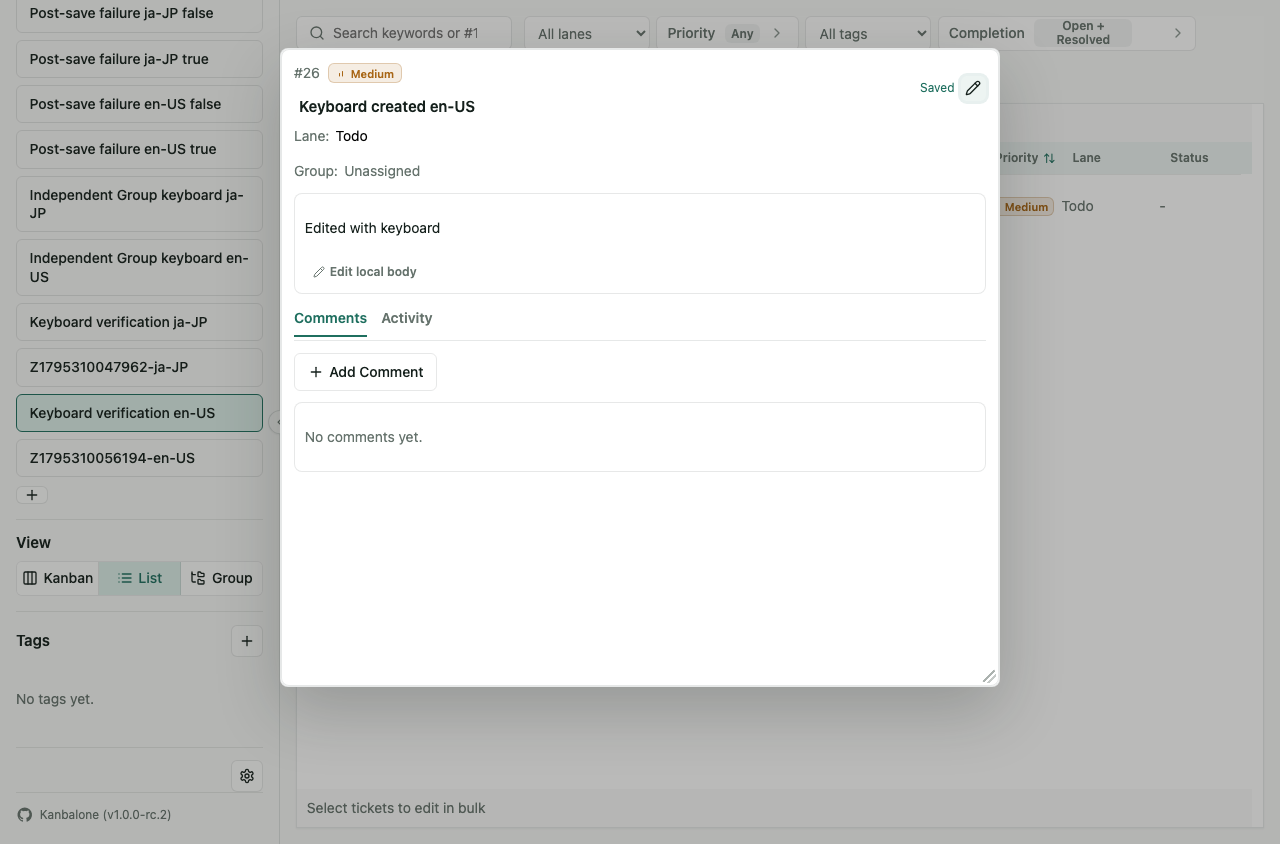 Post-save failure ja-JP false
Post-save failure ja-JP true
Post-save failure en-US false
Post-save failure en-US true
Independent Group keyboard ja-
JP
Independent Group keyboard en-
US
Keyboard verification ja-JP
Z1795310047962-ja-JP
Keyboard verification en-US
Z1795310056194-en-US
View
Kanban
List
Group
Tags
No tags yet.
Kanbalone (v1.0.0-rc.2)
Search keywords or #1
All lanes
Priority
Any
All tags
Completion
Open +
Resolved
#26
Medium
Saved
Keyboard created en-US
Lane: Todo
Group: Unassigned
Edited with keyboard
Edit local body
Comments
Activity
Add Comment
No comments yet.
Priority
Lane
Status
Medium
Todo
-
Select tickets to edit in bulk